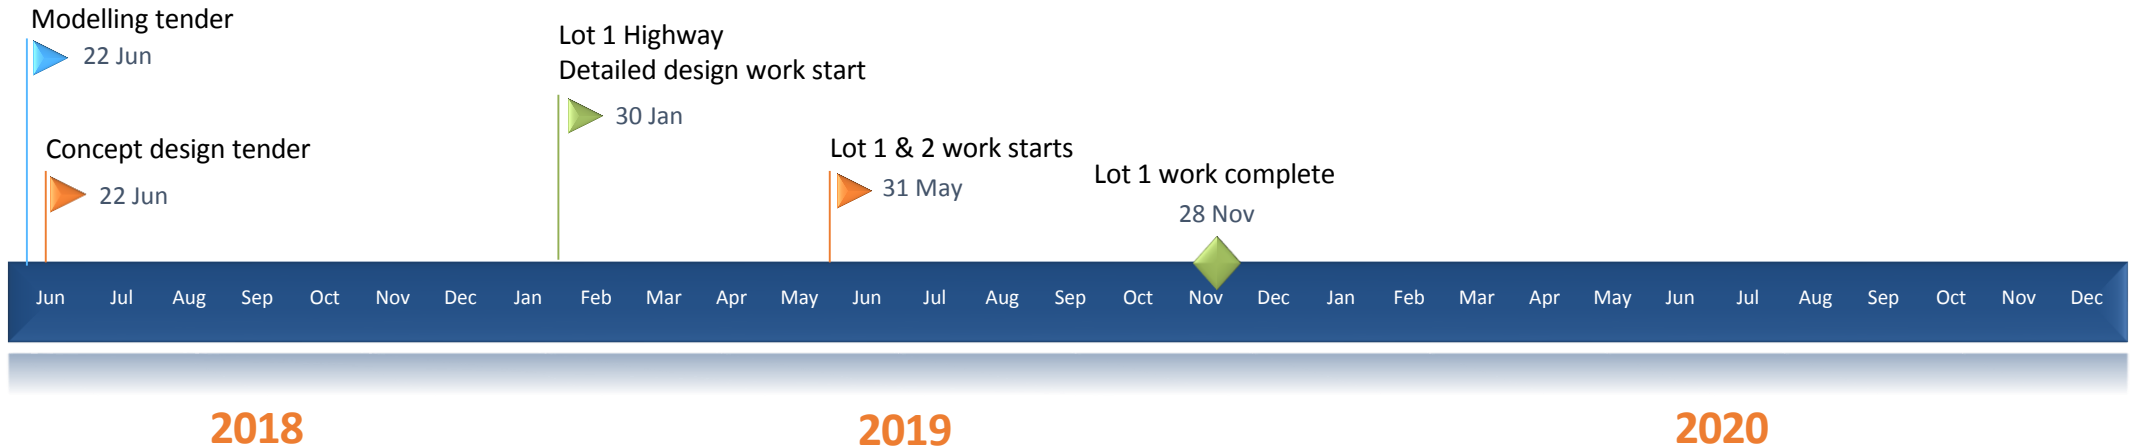 Modelling tender
22 Jun
Concept design tender
22 Jun
Lot 1 Highway
Detailed design work start
30 Jan
Lot 1 & 2 work starts
31 May
Lot 1 work complete
28 Nov
Jun Jul Aug Sep Oct Nov Dec Jan Feb Mar Apr May Jun Jul Aug Sep Oct Nov Dec Jan Feb Mar Apr May Jun Jul Aug Sep Oct Nov Dec
2018 2019 2020